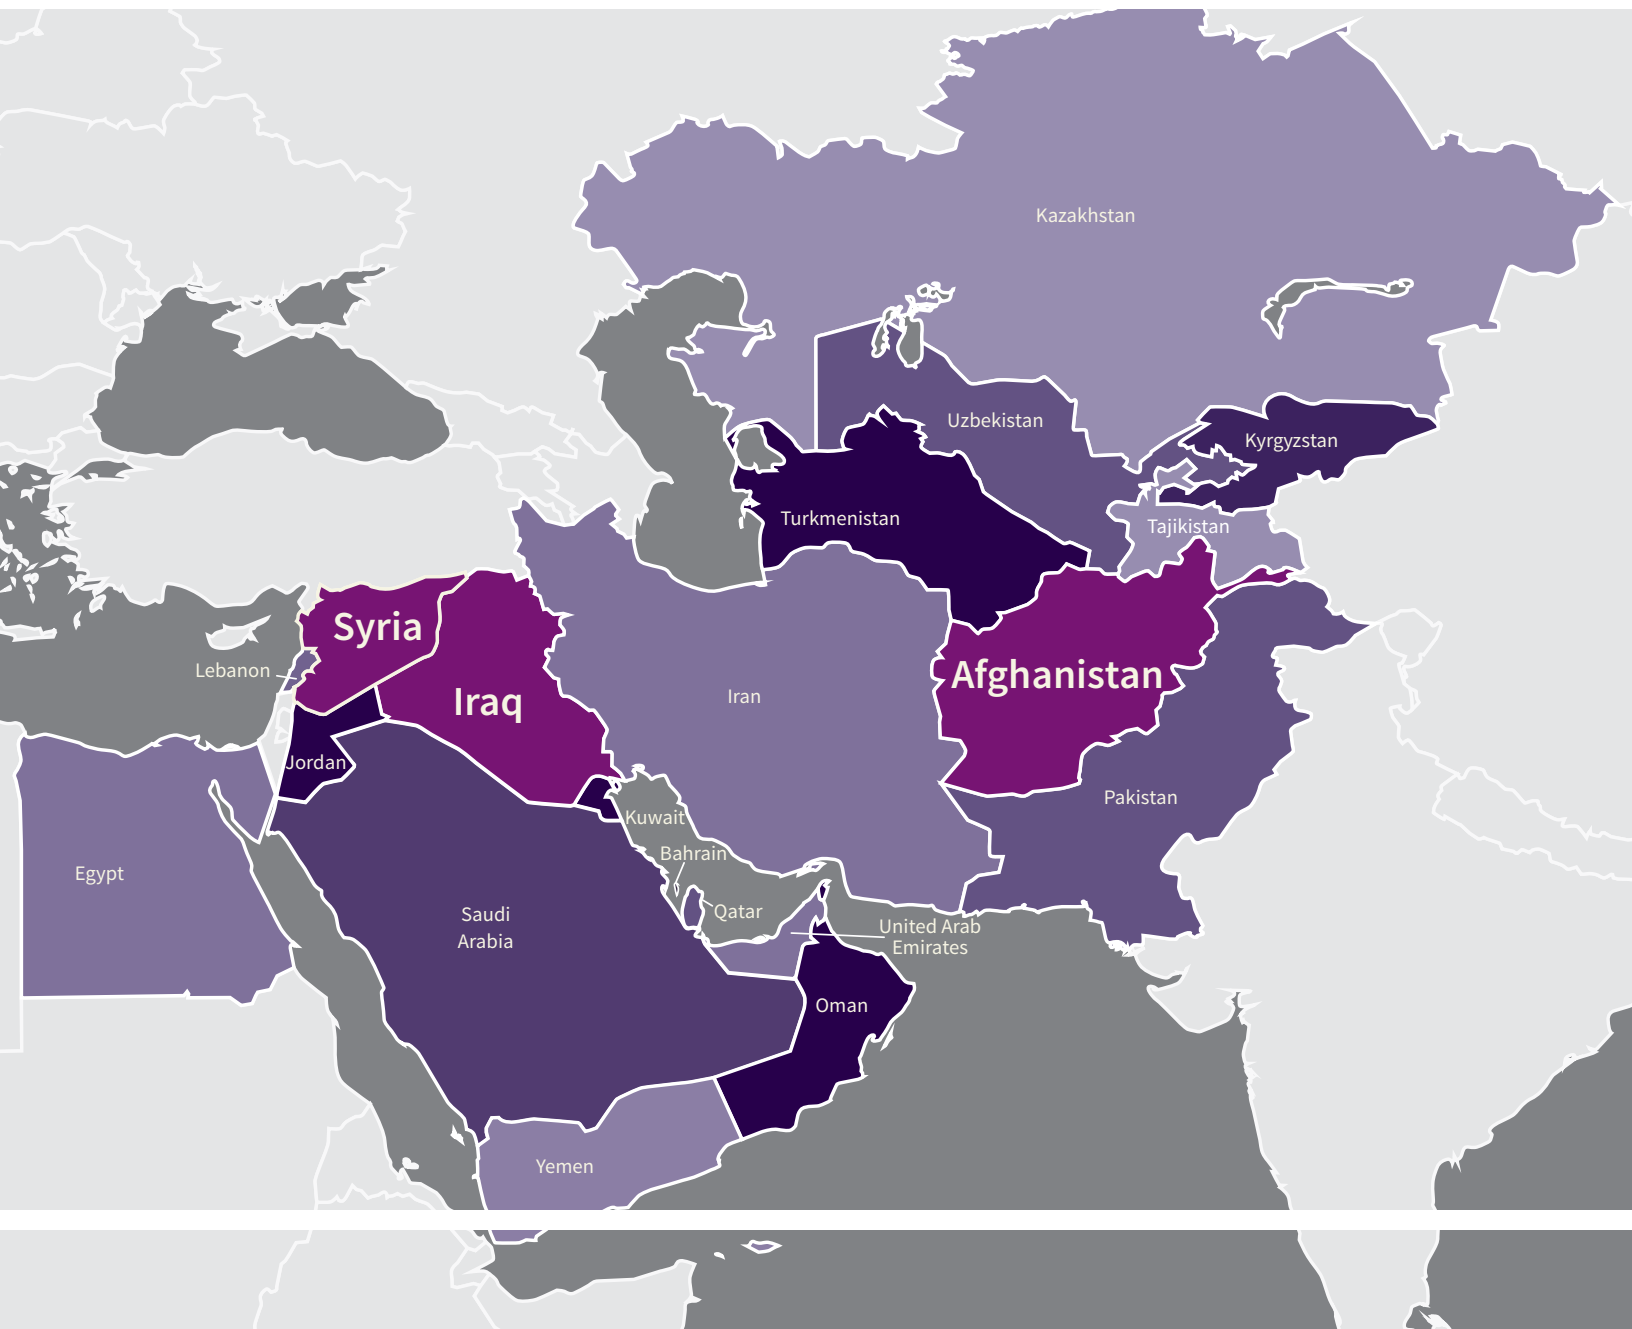 Kazakhstan
Uzbekistan
Kyrgyzstan
Turkmenistan
Tajikistan
Syria
Lebanon
Iraq
Iran
Afghanistan
Jordan
Pakistan
Kuwait
Bahrain
Egypt
Qatar
Saudi
Arabia
United Arab
Emirates
Oman
Yemen